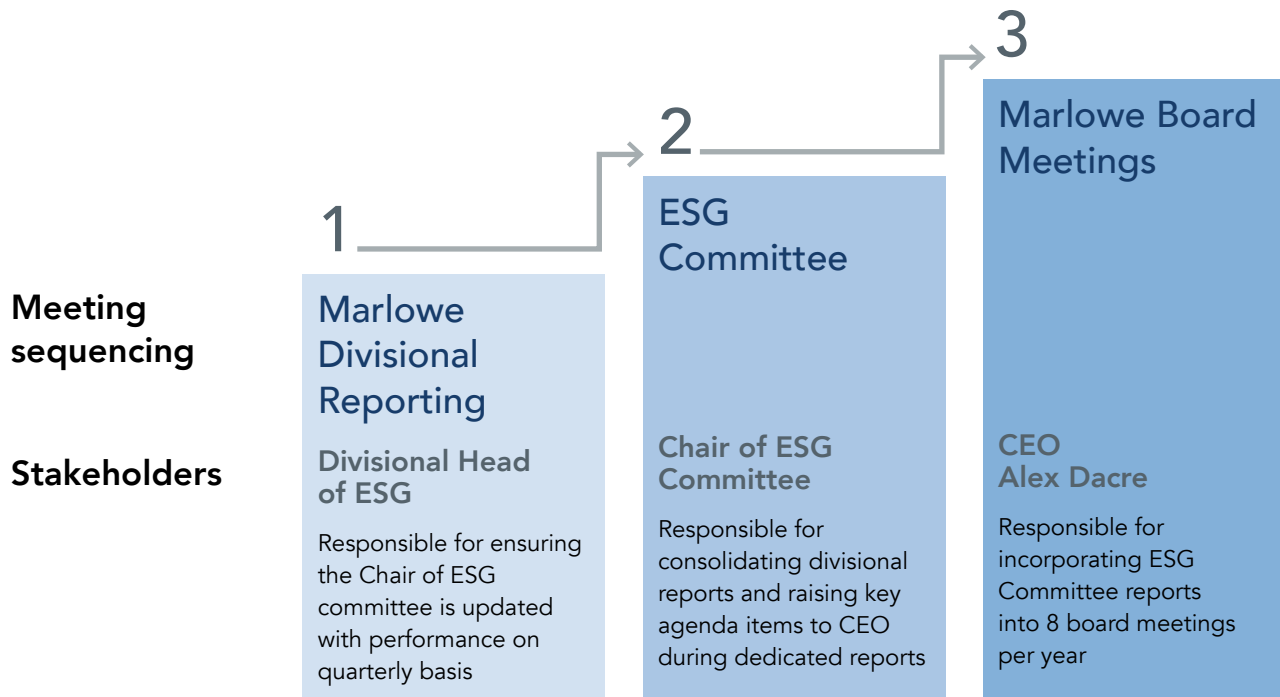 Meeting
sequencing
Stakeholders
1
Marlowe
Divisional
Reporting
Divisional Head
of ESG
Responsible for ensuring
the Chair of ESG
committee is updated
with performance on
quarterly basis
2
ESG
Committee
Chair of ESG
Committee
Responsible for
consolidating divisional
reports and raising key
agenda items to CEO
during dedicated reports
3
Marlowe Board
Meetings
CEO
Alex Dacre
Responsible for
incorporating ESG
Committee reports
into 8 board meetings
per year